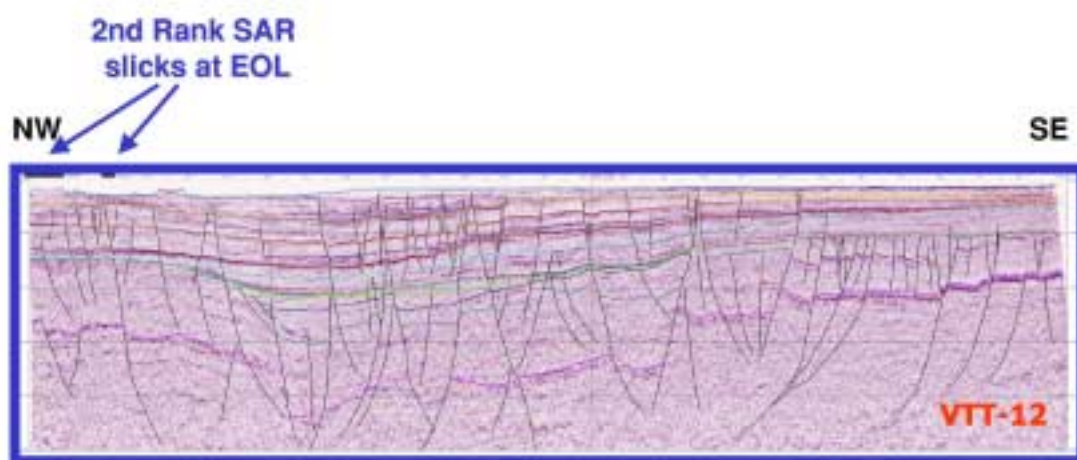 2nd Rank SAR
slicks at EOL
NW
SE
VTT-12